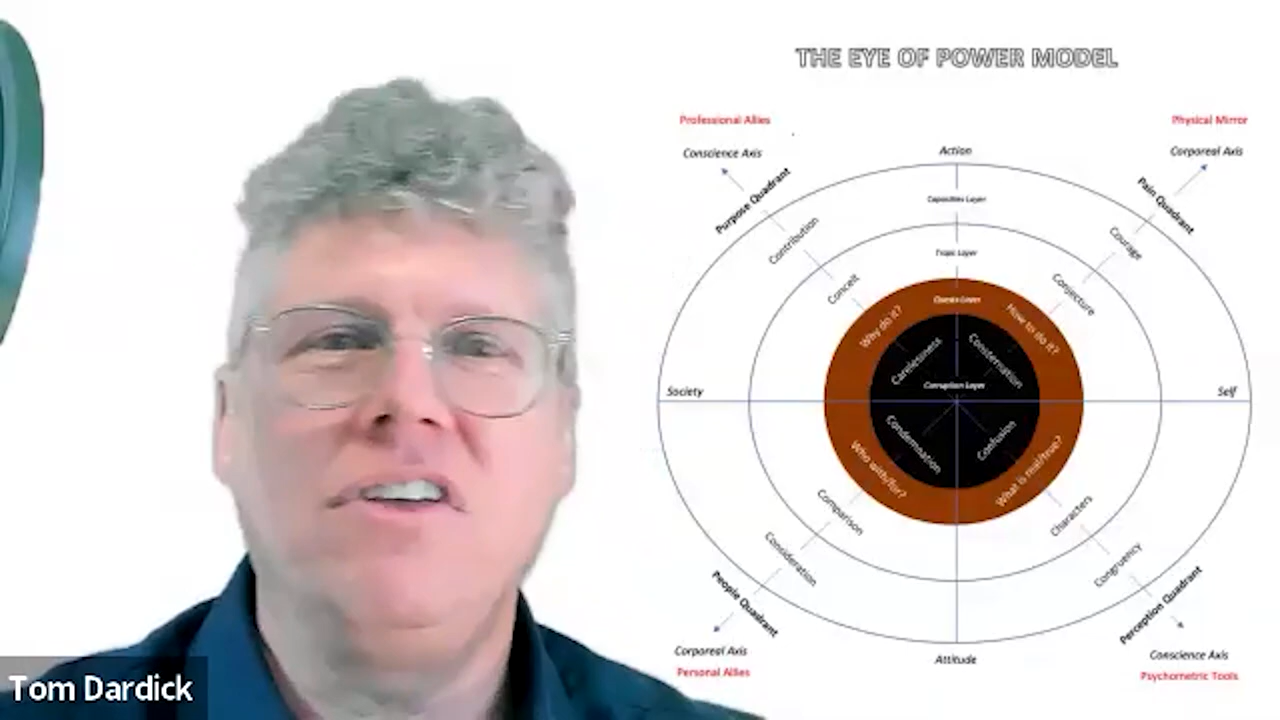 THE EYE OF POWER MODEL
Professional Allies
Physical Mirror
Conscience Axis
Action
Corporeal Axis
Purpose Quadrant
Pain Quadrant
Capacities Layer
Contribution
Courage
Tropic Layer
Conceit
Conjecture
Why do it?
How to do it?
Carelessness
Consternation
Corruption Layer
Society
Self
Condemnation
Confusion
Who with/for?
What is real/true?
Comparison
Characters
Consideration
Congruency
People Quadrant
Perception Quadrant
Corporeal Axis
Attitude
Conscience Axis
Personal Allies
Psychometric Tools
Tom Dardick